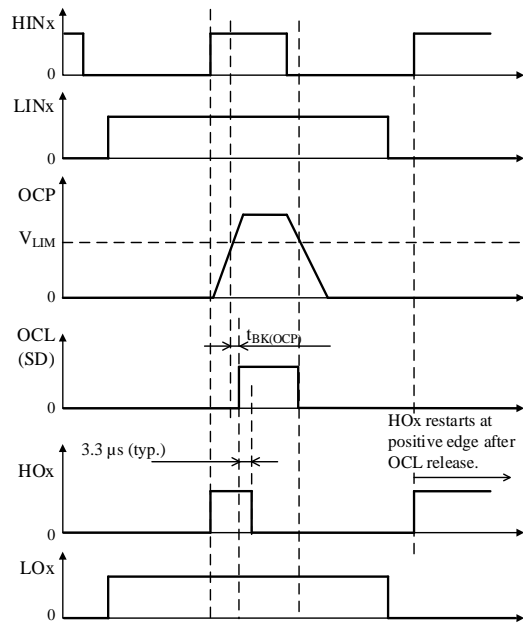 HINx
0
LINx
0
OCP
VLIM
0
tBK(OCP)
OCL
(SD)
0
HOx restarts at
positive edge after
OCL release.
3.3 µs (typ.)
HOx
0
LOx
0